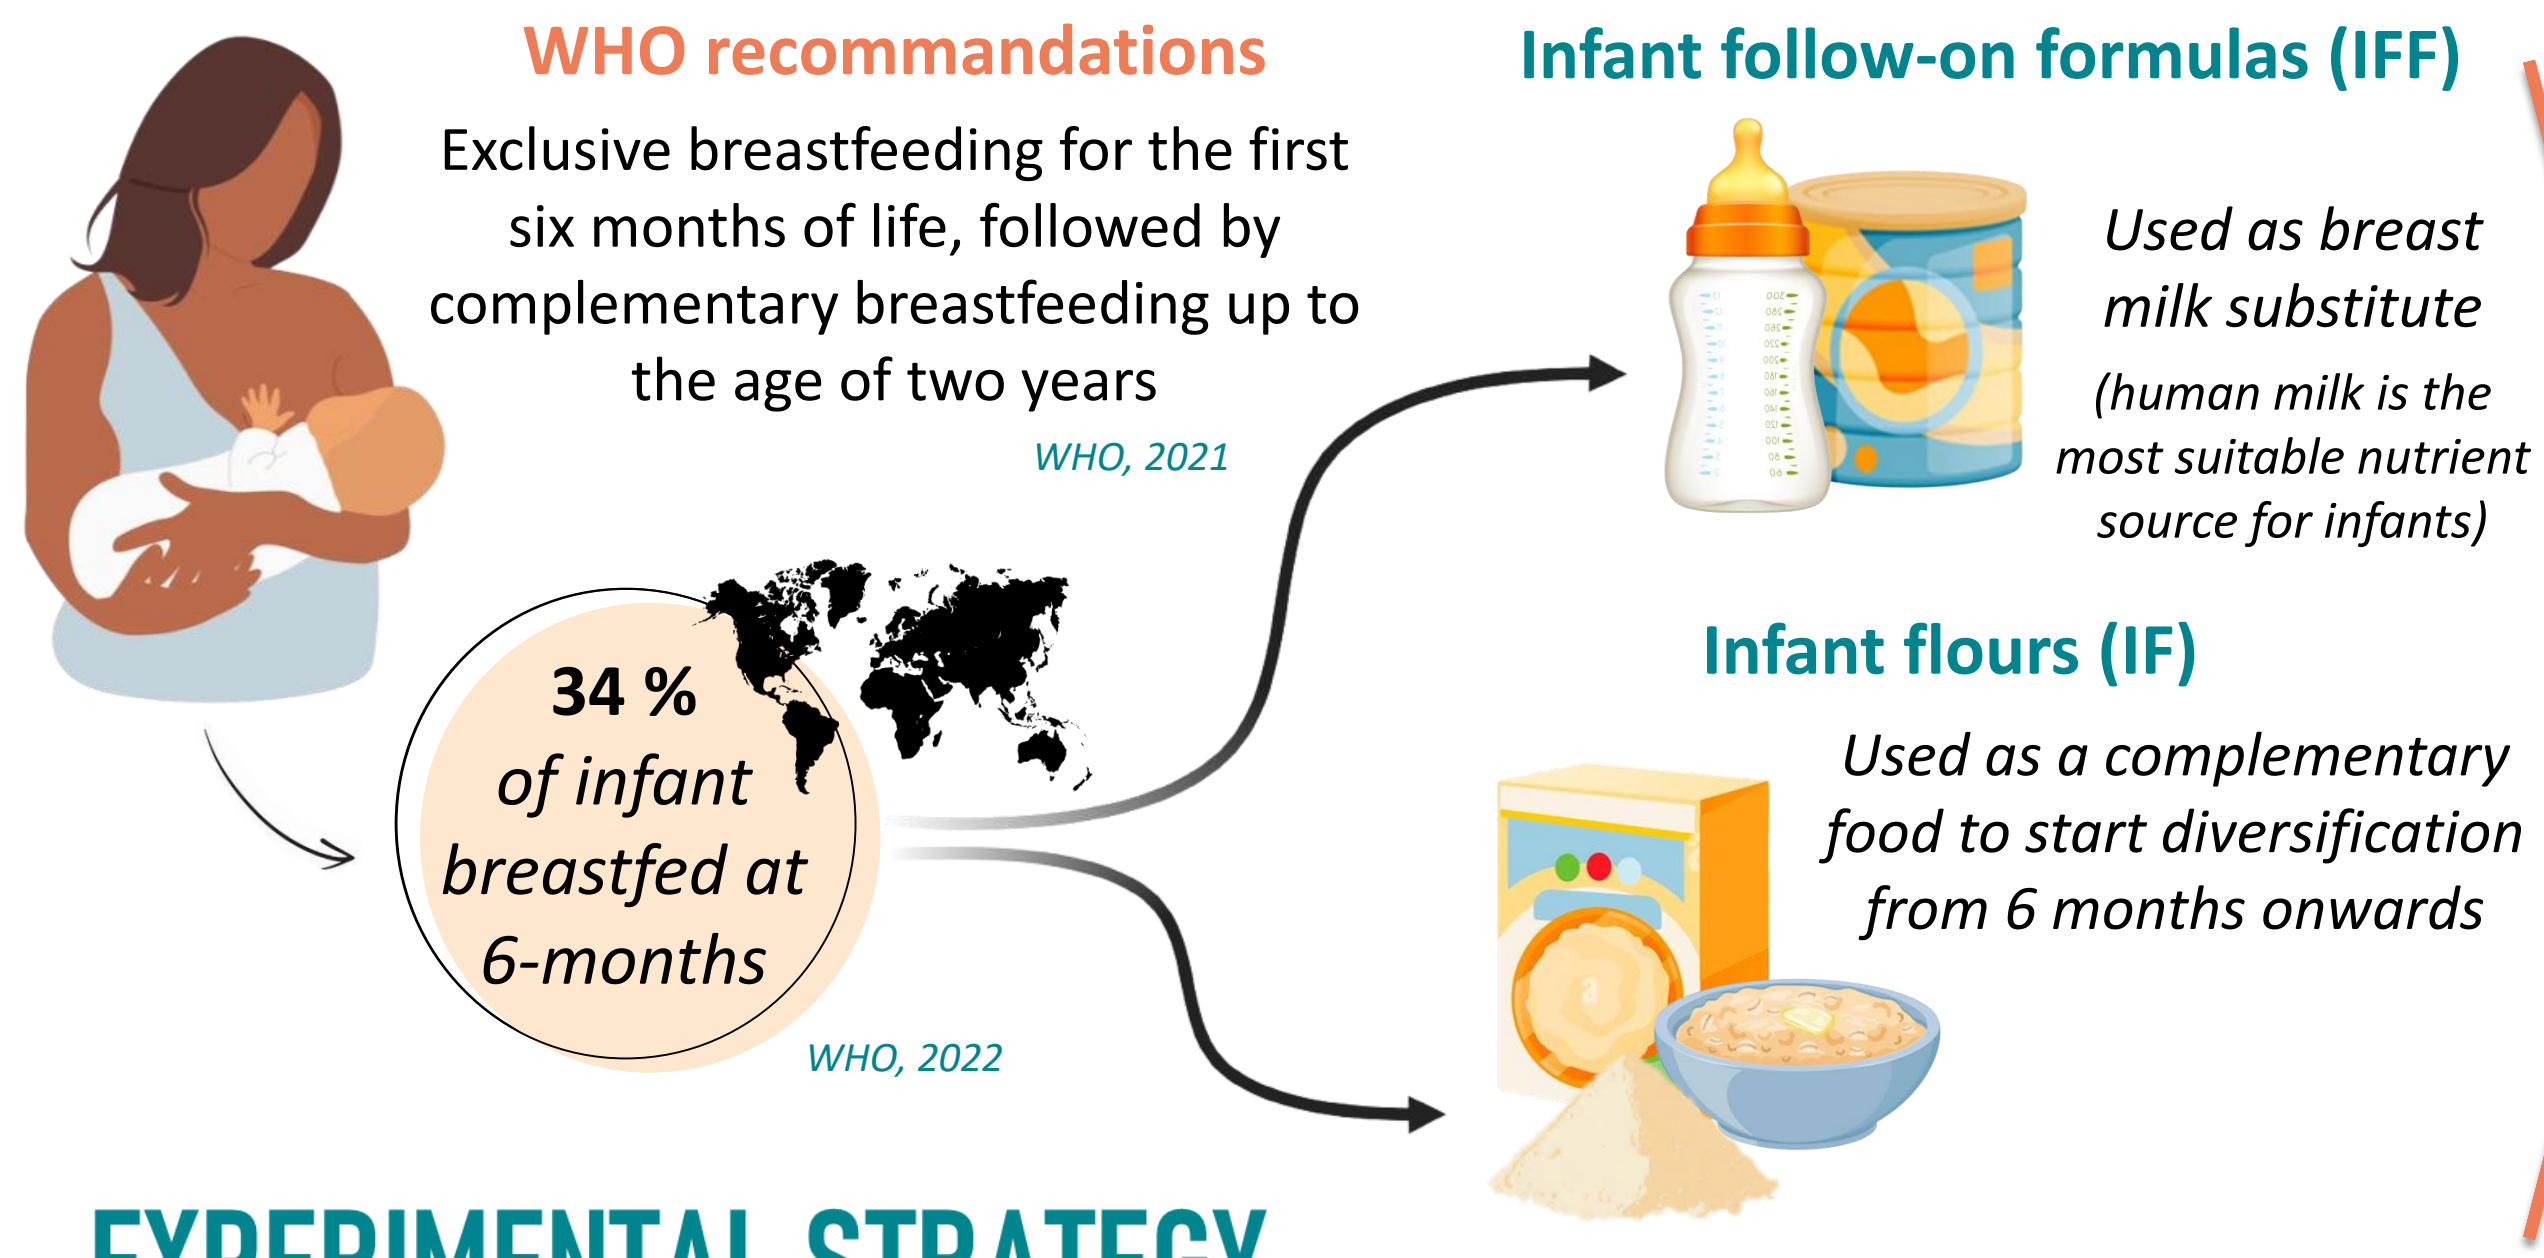 WHO recommandations
Exclusive breastfeeding for the first
six months of life, followed by
complementary breastfeeding up to
the age of two years
WHO, 2021
34 %
of infant
breastfed at
6-months
WHO, 2022
Infant follow-on formulas (IFF)
Used as breast
milk substitute
(human milk is the
most suitable nutrient
source for infants)
Infant flours (IF)
Used as a complementary
food to start diversification
from 6 months onwards
EXPERIMENTAL STRATEGY